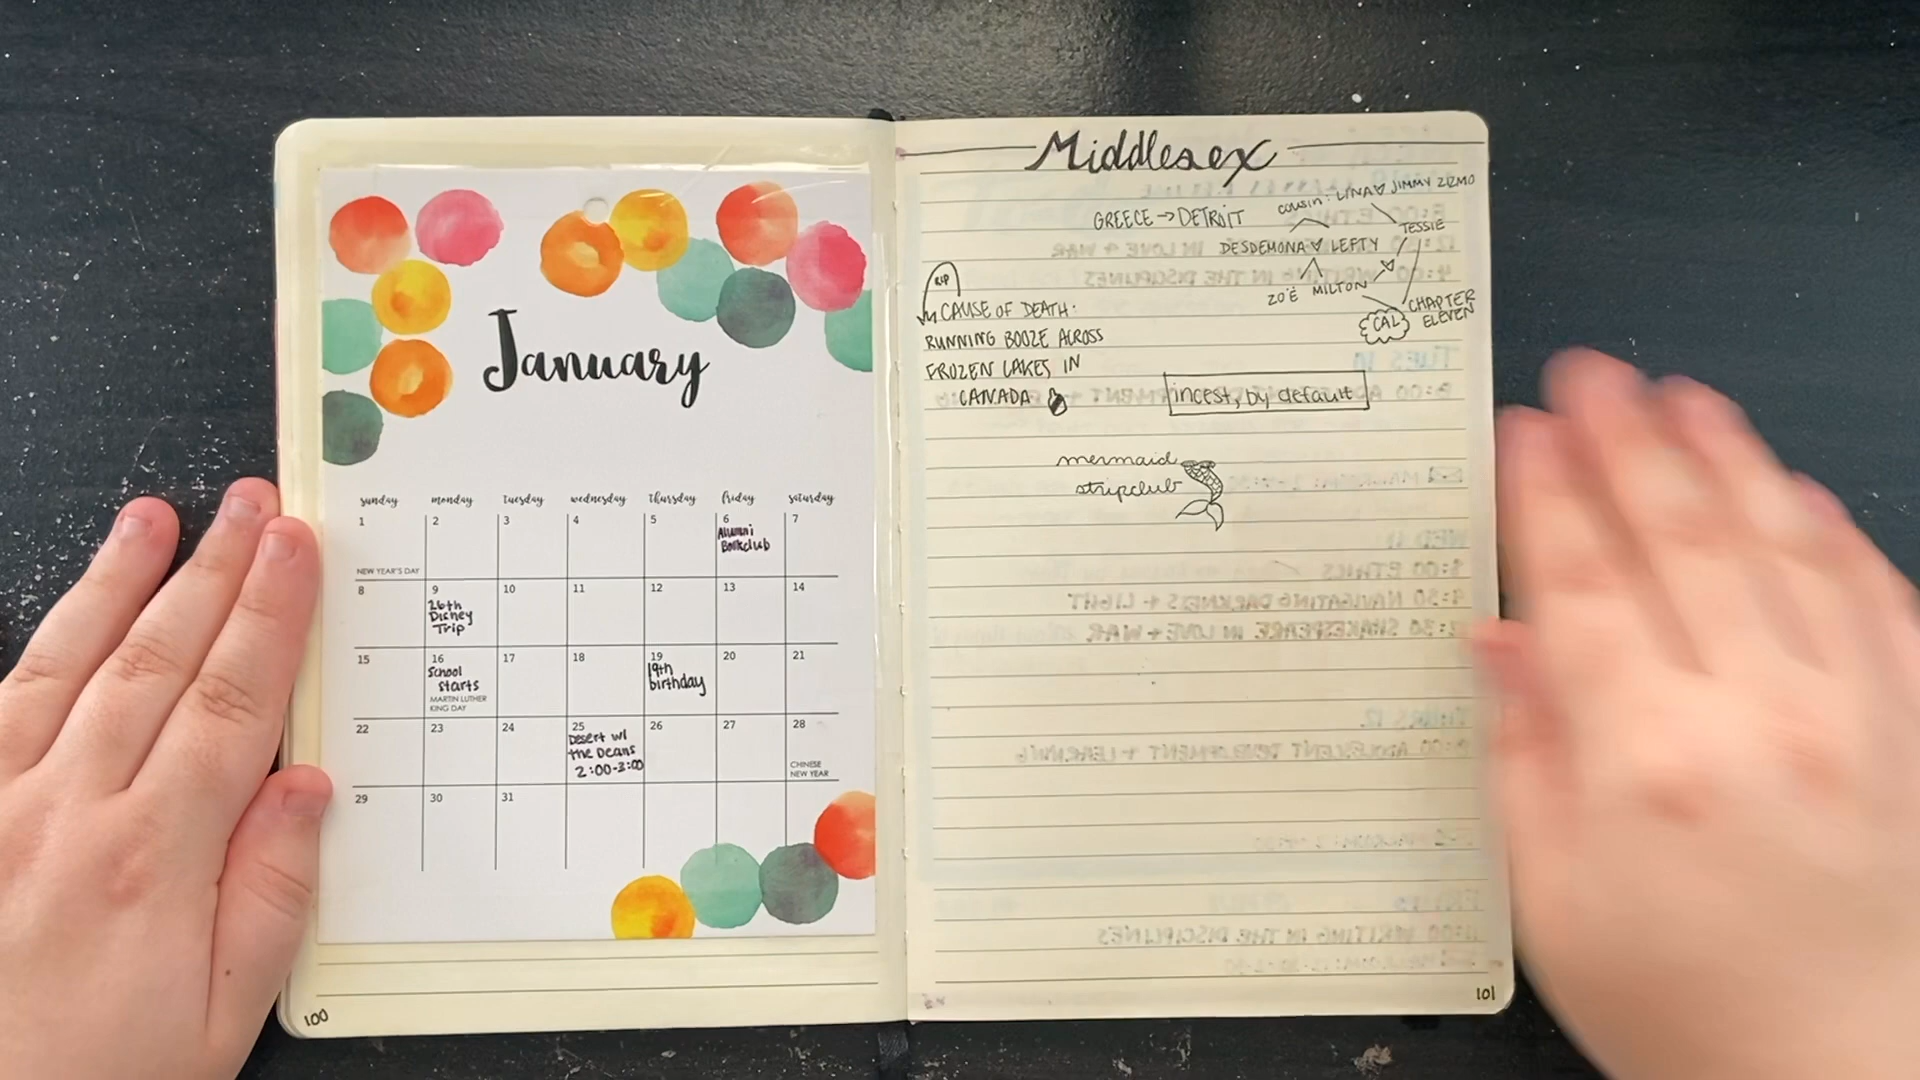 January
sunday monday tuesday wednesday thursday friday saturday
1 2 3 4 5 6 7
Alumni
Bookclub
NEW YEAR'S DAY
8 9 10 11 12 13 14
26th
Disney
Trip
15 16 17 18 19 20 21
School
starts
MARTIN LUTHER
KING DAY
19th
birthday
22 23 24 25 26 27 28
Desert w/
the Deans
2:00-3:00
CHINESE
NEW YEAR
29 30 31
100
Middlesex
cousin: LINA ♡ JIMMY ZIZMO
GREECE → DETROIT
TESSIE
DESDEMONA ♡ LEFTY
ZOË MILTON
CHAPTER
ELEVEN
CAL
RIP
CAUSE OF DEATH:
RUNNING BOOZE ACROSS
FROZEN LAKES IN
CANADA
incest, by default
mermaid
stripclub
101